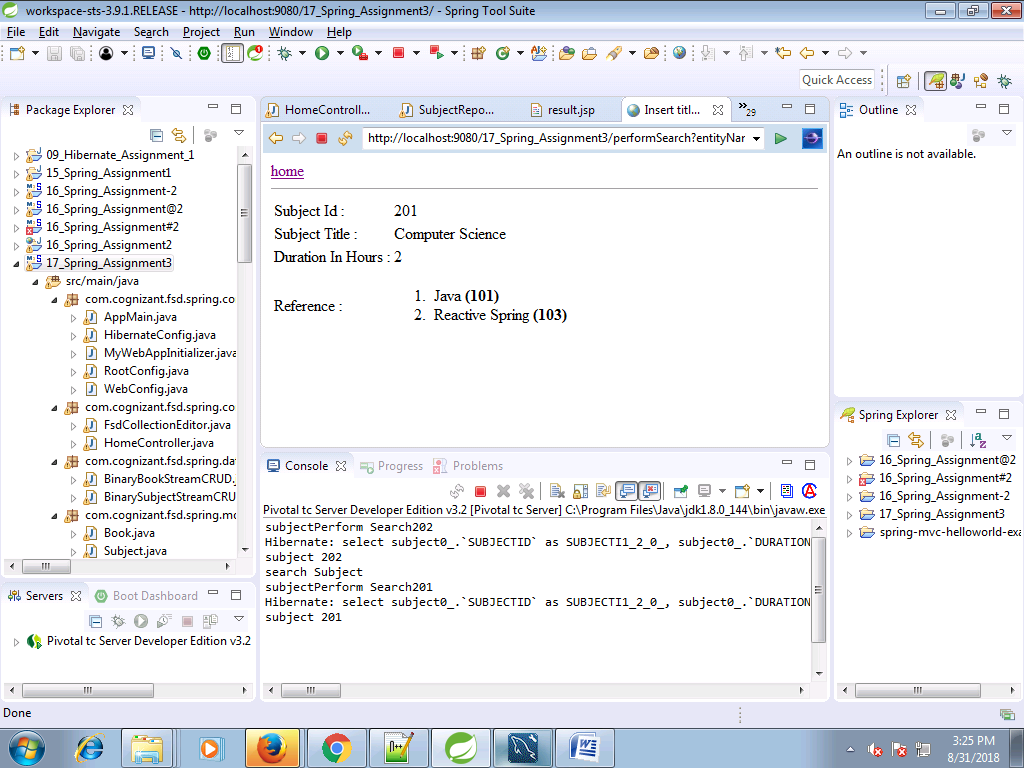 workspace-sts-3.9.1.RELEASE - http://localhost:9080/17_Spring_Assignment3/ - Spring Tool Suite
File Edit Navigate Search Project Run Window Help
Quick Access
Package Explorer
09_Hibernate_Assignment_1
15_Spring_Assignment1
16_Spring_Assignment-2
16_Spring_Assignment@2
16_Spring_Assignment#2
16_Spring_Assignment2
17_Spring_Assignment3
src/main/java
com.cognizant.fsd.spring.co
AppMain.java
HibernateConfig.java
MyWebAppInitializer.java
RootConfig.java
WebConfig.java
com.cognizant.fsd.spring.co
FsdCollectionEditor.java
HomeController.java
com.cognizant.fsd.spring.da
BinaryBookStreamCRUD.
BinarySubjectStreamCRU
com.cognizant.fsd.spring.mo
Book.java
Subject.java
Servers Boot Dashboard
Pivotal tc Server Developer Edition v3.2
HomeControll... SubjectRepo... result.jsp Insert titl... »29
http://localhost:9080/17_Spring_Assignment3/performSearch?entityNar
home
Subject Id : 201
Subject Title : Computer Science
Duration In Hours : 2
Reference :
1. Java (101)
2. Reactive Spring (103)
Console Progress Problems
Pivotal tc Server Developer Edition v3.2 [Pivotal tc Server] C:\Program Files\Java\jdk1.8.0_144\bin\javaw.exe
subjectPerform Search202
Hibernate: select subject0_.`SUBJECTID` as SUBJECTI1_2_0_, subject0_.`DURATION
subject 202
search Subject
subjectPerform Search201
Hibernate: select subject0_.`SUBJECTID` as SUBJECTI1_2_0_, subject0_.`DURATION
subject 201
Outline
An outline is not available.
Spring Explorer
16_Spring_Assignment@2
16_Spring_Assignment#2
16_Spring_Assignment-2
17_Spring_Assignment3
spring-mvc-helloworld-exa
Done
3:25 PM
8/31/2018